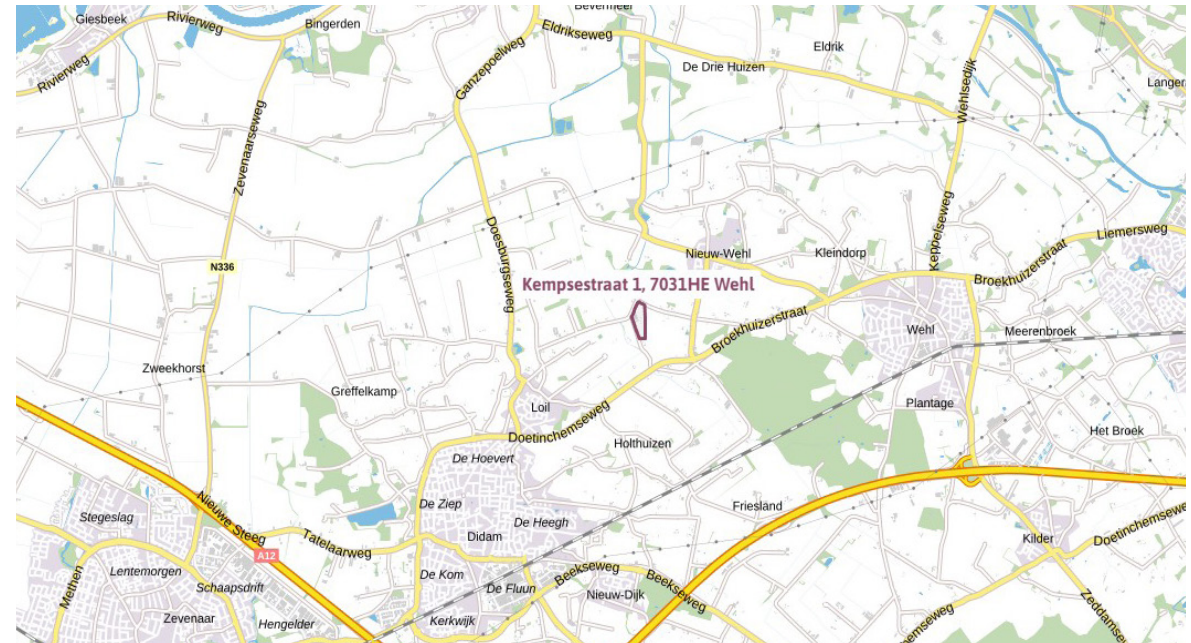 Bevermeer
Giesbeek
Rivierweg
Bingerden
Eldrikseweg
Eldrik
De Drie Huizen
Rivierweg
Ganzepoelweg
Wehlsedijk
Zevenaarseweg
Doesburgseweg
Keppelseweg
Liemersweg
Nieuw-Wehl
Kleindorp
Broekhuizerstraat
N336
Kempsestraat 1, 7031HE Wehl
Broekhuizerstraat
Wehl
Meerenbroek
Zweekhorst
Greffelkamp
Loil
Plantage
Doetinchemseweg
Holthuizen
Het Broek
De Hoevert
Stegeslag
Nieuwe Steeg
De Ziep
De Heegh
Friesland
Didam
Tatelaarweg
A12
Kilder
Lentemorgen
Schaapsdrift
De Kom
De Fluun
Beekseweg
Beekseweg
Nieuw-Dijk
Methen
Zevenaar
Hengelder
Kerkwijk